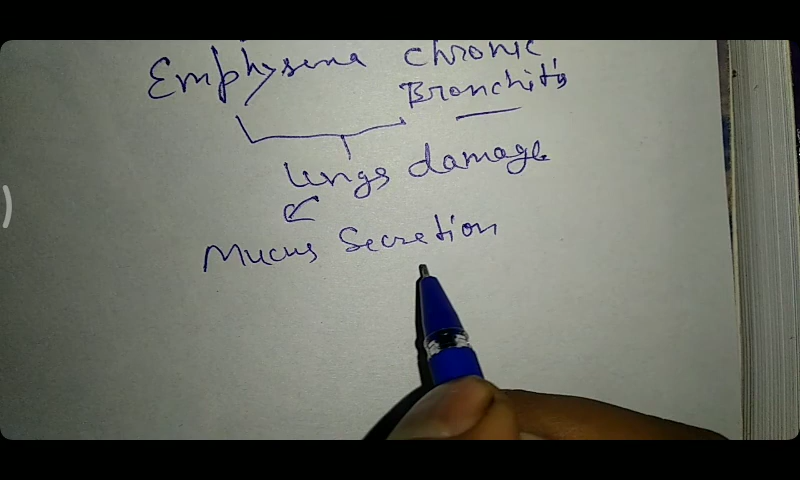 Emphysema chronic
Bronchitis
lungs damage
Mucus Secretion